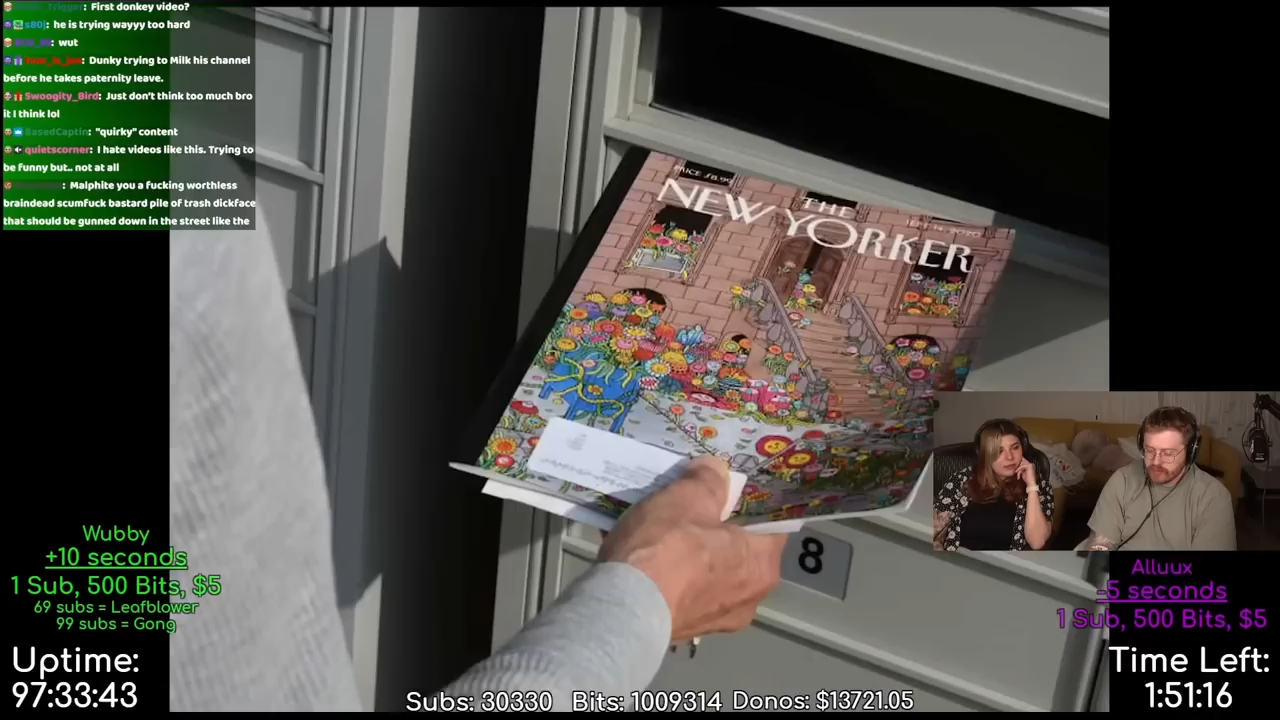 First donkey video?
s80j: he is trying wayyy too hard
: wut
: Dunky trying to Milk his channel
before he takes paternity leave.
Swoogity_Bird: Just don't think too much bro
it I think lol
BasedCaptin: "quirky" content
quietscorner: I hate videos like this. Trying to
be funny but.. not at all
: Malphite you a fucking worthless
braindead scumfuck bastard pile of trash dickface
that should be gunned down in the street like the
PRICE $8.99
THE
NEW YORKER
8
Wubby
+10 seconds
1 Sub, 500 Bits, $5
69 subs = Leafblower
99 subs = Gong
Uptime:
97:33:43
Subs: 30330 Bits: 1009314 Donos: $13721.05
Alluux
-5 seconds
1 Sub, 500 Bits, $5
Time Left:
1:51:16